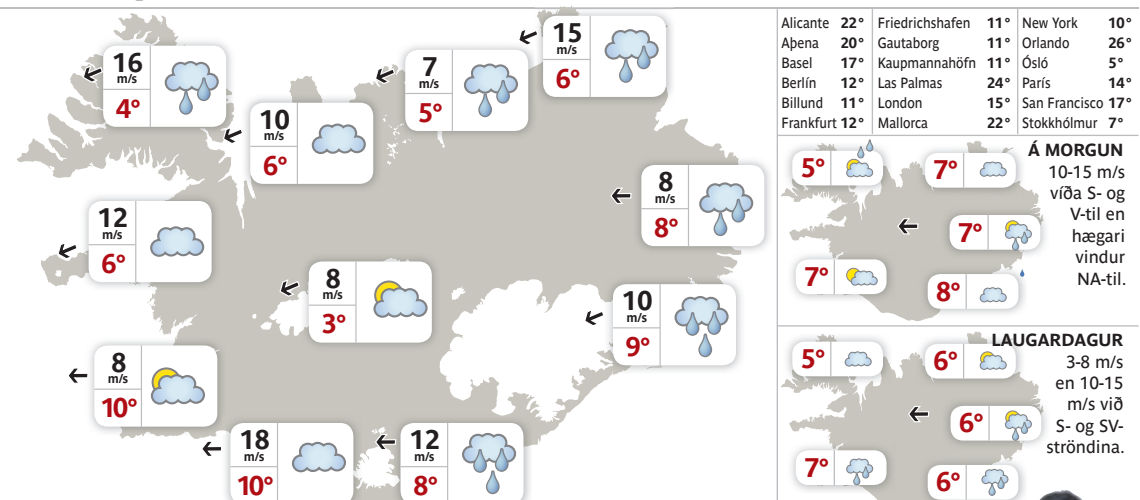 16
m/s
4°
10
m/s
6°
7
m/s
5°
15
m/s
6°
12
m/s
6°
8
m/s
8°
8
m/s
3°
10
m/s
9°
8
m/s
10°
18
m/s
10°
12
m/s
8°
Alicante 22° Friedrichshafen 11° New York 10°
Aþena 20° Gautaborg 11° Orlando 26°
Basel 17° Kaupmannahöfn 11° Ósló 5°
Berlín 12° Las Palmas 24° París 14°
Billund 11° London 15° San Francisco 17°
Frankfurt 12° Mallorca 22° Stokkhólmur 7°
Á MORGUN
10-15 m/s
víða S- og
V-til en
hægari
vindur
NA-til.
5°
7°
7°
7°
8°
LAUGARDAGUR
3-8 m/s
en 10-15
m/s við
S- og SV-
ströndina.
5°
6°
6°
7°
6°